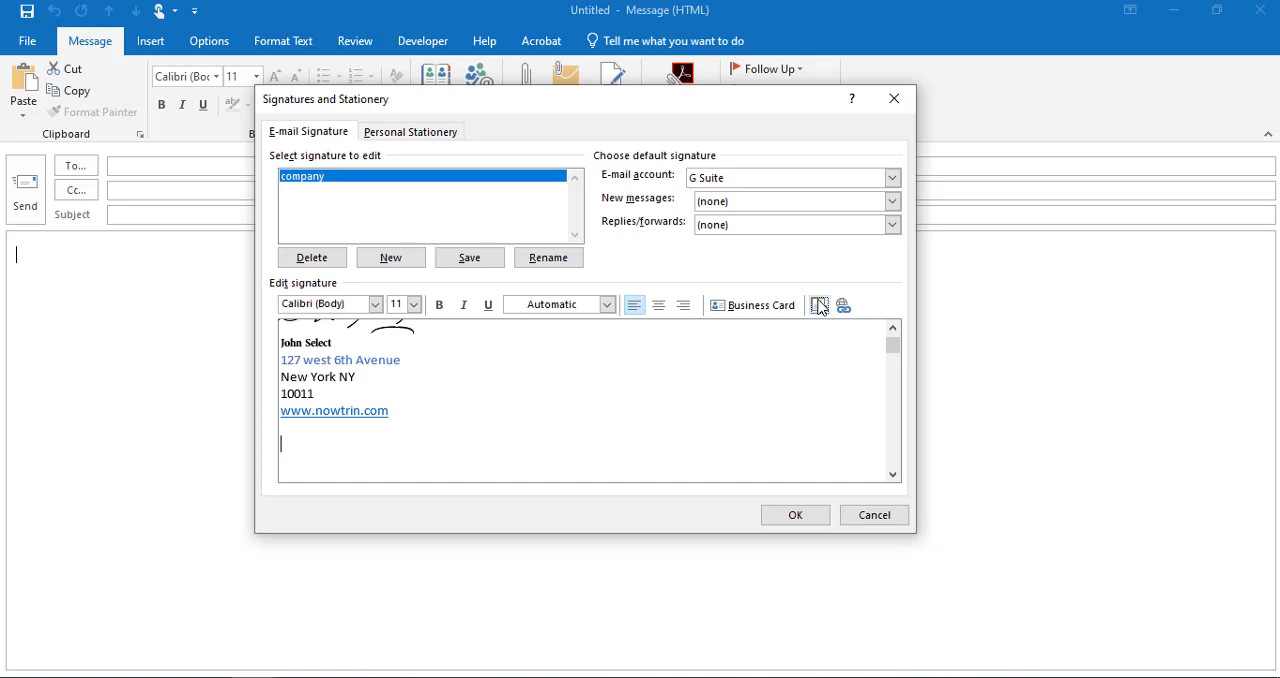 Untitled - Message (HTML)
File Message Insert Options Format Text Review Developer Help Acrobat Tell me what you want to do
Cut
Copy
Format Painter
Paste
Clipboard
Calibri (Boc 11
B I U
Follow Up
Signatures and Stationery
?
E-mail Signature Personal Stationery
Select signature to edit
company
Delete New Save Rename
Choose default signature
E-mail account: G Suite
New messages: (none)
Replies/forwards: (none)
Edit signature
Calibri (Body) 11 B I U Automatic Business Card
John Select
127 west 6th Avenue
New York NY
10011
www.nowtrin.com
OK Cancel
Send
To...
Cc...
Subject